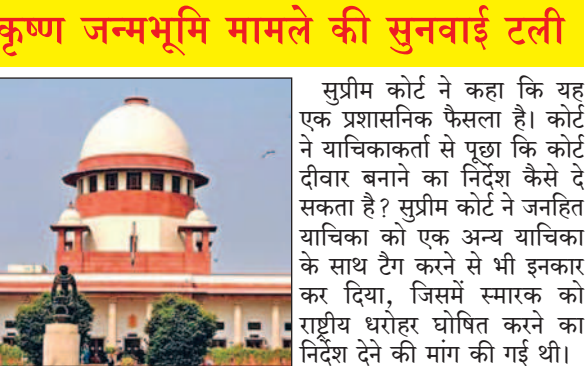 कृष्ण जन्मभूमि मामले की सुनवाई टली
सुप्रीम कोर्ट ने कहा कि यह
एक प्रशासनिक फैसला है। कोर्ट
ने याचिकाकर्ता से पूछा कि कोर्ट
दीवार बनाने का निर्देश कैसे दे
सकता है? सुप्रीम कोर्ट ने जनहित
याचिका को एक अन्य याचिका
के साथ टैग करने से भी इनकार
कर दिया, जिसमें स्मारक को
राष्ट्रीय धरोहर घोषित करने का
निर्देश देने की मांग की गई थी।